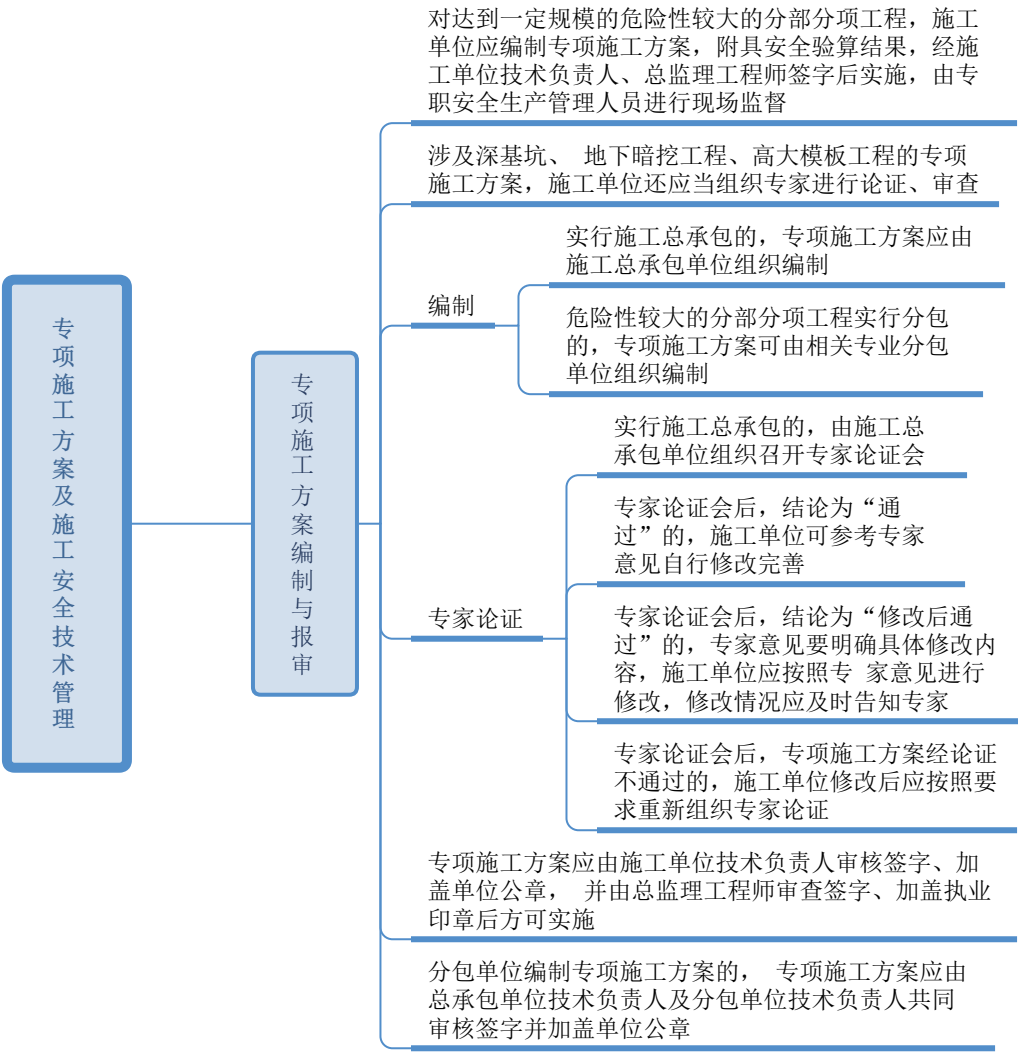 专项施工方案及施工安全技术管理
专项施工方案编制与报审
对达到一定规模的危险性较大的分部分项工程，施工
单位应编制专项施工方案，附具安全验算结果，经施
工单位技术负责人、总监理工程师签字后实施，由专
职安全生产管理人员进行现场监督
涉及深基坑、 地下暗挖工程、高大模板工程的专项
施工方案，施工单位还应当组织专家进行论证、审查
编制
实行施工总承包的，专项施工方案应由
施工总承包单位组织编制
危险性较大的分部分项工程实行分包
的，专项施工方案可由相关专业分包
单位组织编制
专家论证
实行施工总承包的，由施工总
承包单位组织召开专家论证会
专家论证会后，结论为“通
过”的，施工单位可参考专家
意见自行修改完善
专家论证会后，结论为“修改后通
过”的，专家意见要明确具体修改内
容，施工单位应按照专 家意见进行
修改，修改情况应及时告知专家
专家论证会后，专项施工方案经论证
不通过的，施工单位修改后应按照要
求重新组织专家论证
专项施工方案应由施工单位技术负责人审核签字、加
盖单位公章， 并由总监理工程师审查签字、加盖执业
印章后方可实施
分包单位编制专项施工方案的， 专项施工方案应由
总承包单位技术负责人及分包单位技术负责人共同
审核签字并加盖单位公章